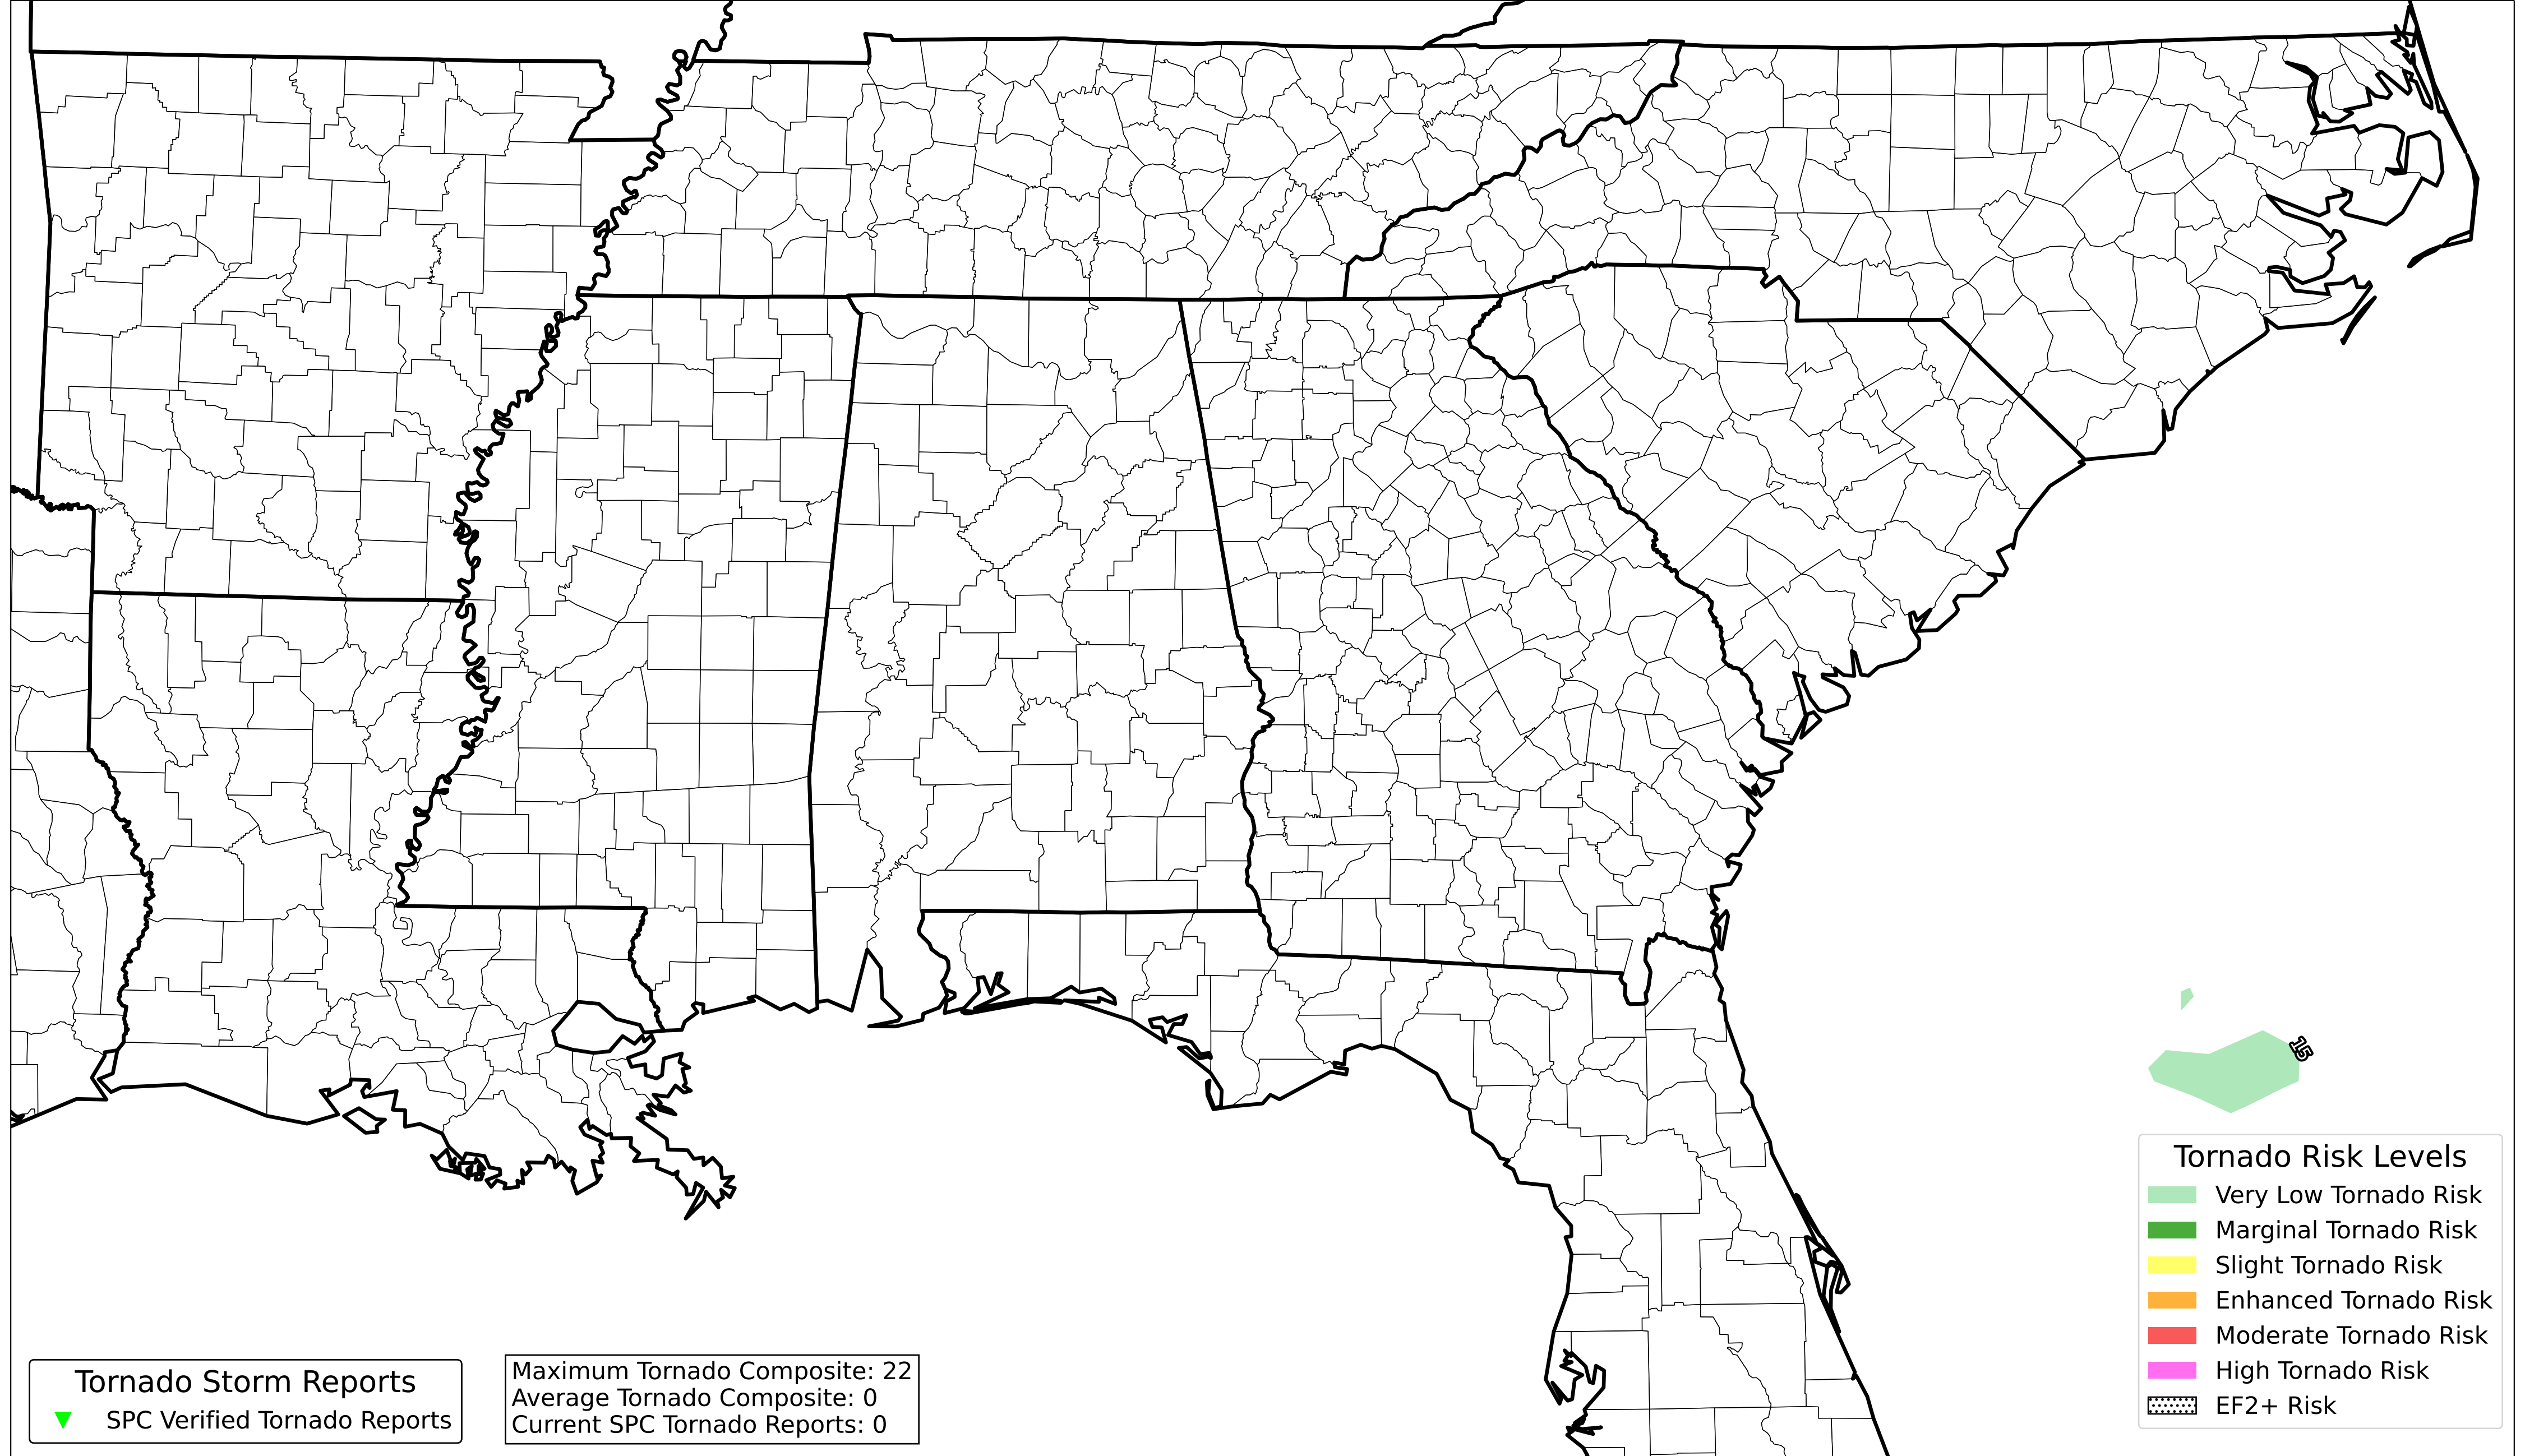 15
Tornado Risk Levels
Very Low Tornado Risk
Marginal Tornado Risk
Slight Tornado Risk
Enhanced Tornado Risk
Moderate Tornado Risk
High Tornado Risk
EF2+ Risk
Tornado Storm Reports
SPC Verified Tornado Reports
Maximum Tornado Composite: 22
Average Tornado Composite: 0
Current SPC Tornado Reports: 0